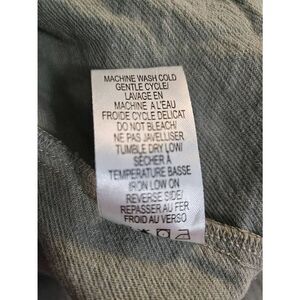 MACHINE WASH COLD
GENTLE CYCLE/
LAVAGE EN
MACHINE A L'EAU
FROIDE CYCLE DELICAT
DO NOT BLEACH/
NE PAS JAVELLISER
TUMBLE DRY LOW/
SÉCHER À
TEMPERATURE BASSE
IRON LOW ON
REVERSE SIDE/
REPASSER AU FER
FROID AU VERSO